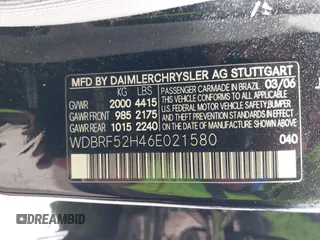 MFD BY DAIMLERCHRYSLER AG STUTTGART
KG LBS PASSENGER CAR/MADE IN BRAZIL 03/06
GVWR 2000 4415
GAWR FRONT 985 2175
GAWR REAR 1015 2240
THIS VEHICLE CONFORMS TO ALL APPLICABLE
U.S. FEDERAL MOTOR VEHICLE SAFETY, BUMPER,
AND THEFT PREVENTION STANDARDS IN EFFECT
ON THE DATE OF MANUFACTURE SHOWN ABOVE
WDBRF52H46E021580 040
DREAMBID